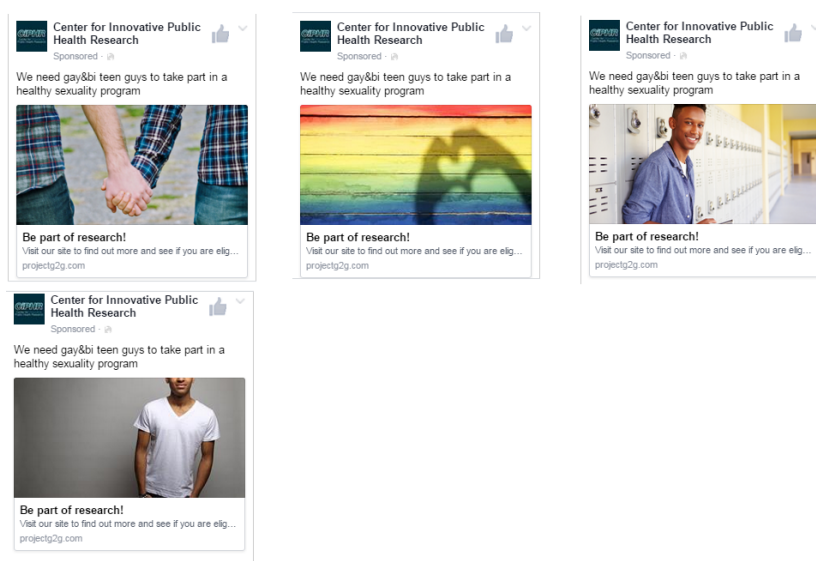 CiPHR
Center for Innovative Public
Health Research
Sponsored ·
We need gay&bi teen guys to take part in a
healthy sexuality program
Be part of research!
Visit our site to find out more and see if you are elig...
projectg2g.com
CiPHR
Center for Innovative Public
Health Research
Sponsored ·
We need gay&bi teen guys to take part in a
healthy sexuality program
Be part of research!
Visit our site to find out more and see if you are elig...
projectg2g.com
CiPHR
Center for Innovative Public
Health Research
Sponsored ·
We need gay&bi teen guys to take part in a
healthy sexuality program
Be part of research!
Visit our site to find out more and see if you are elig...
projectg2g.com
CiPHR
Center for Innovative Public
Health Research
Sponsored ·
We need gay&bi teen guys to take part in a
healthy sexuality program
Be part of research!
Visit our site to find out more and see if you are elig...
projectg2g.com